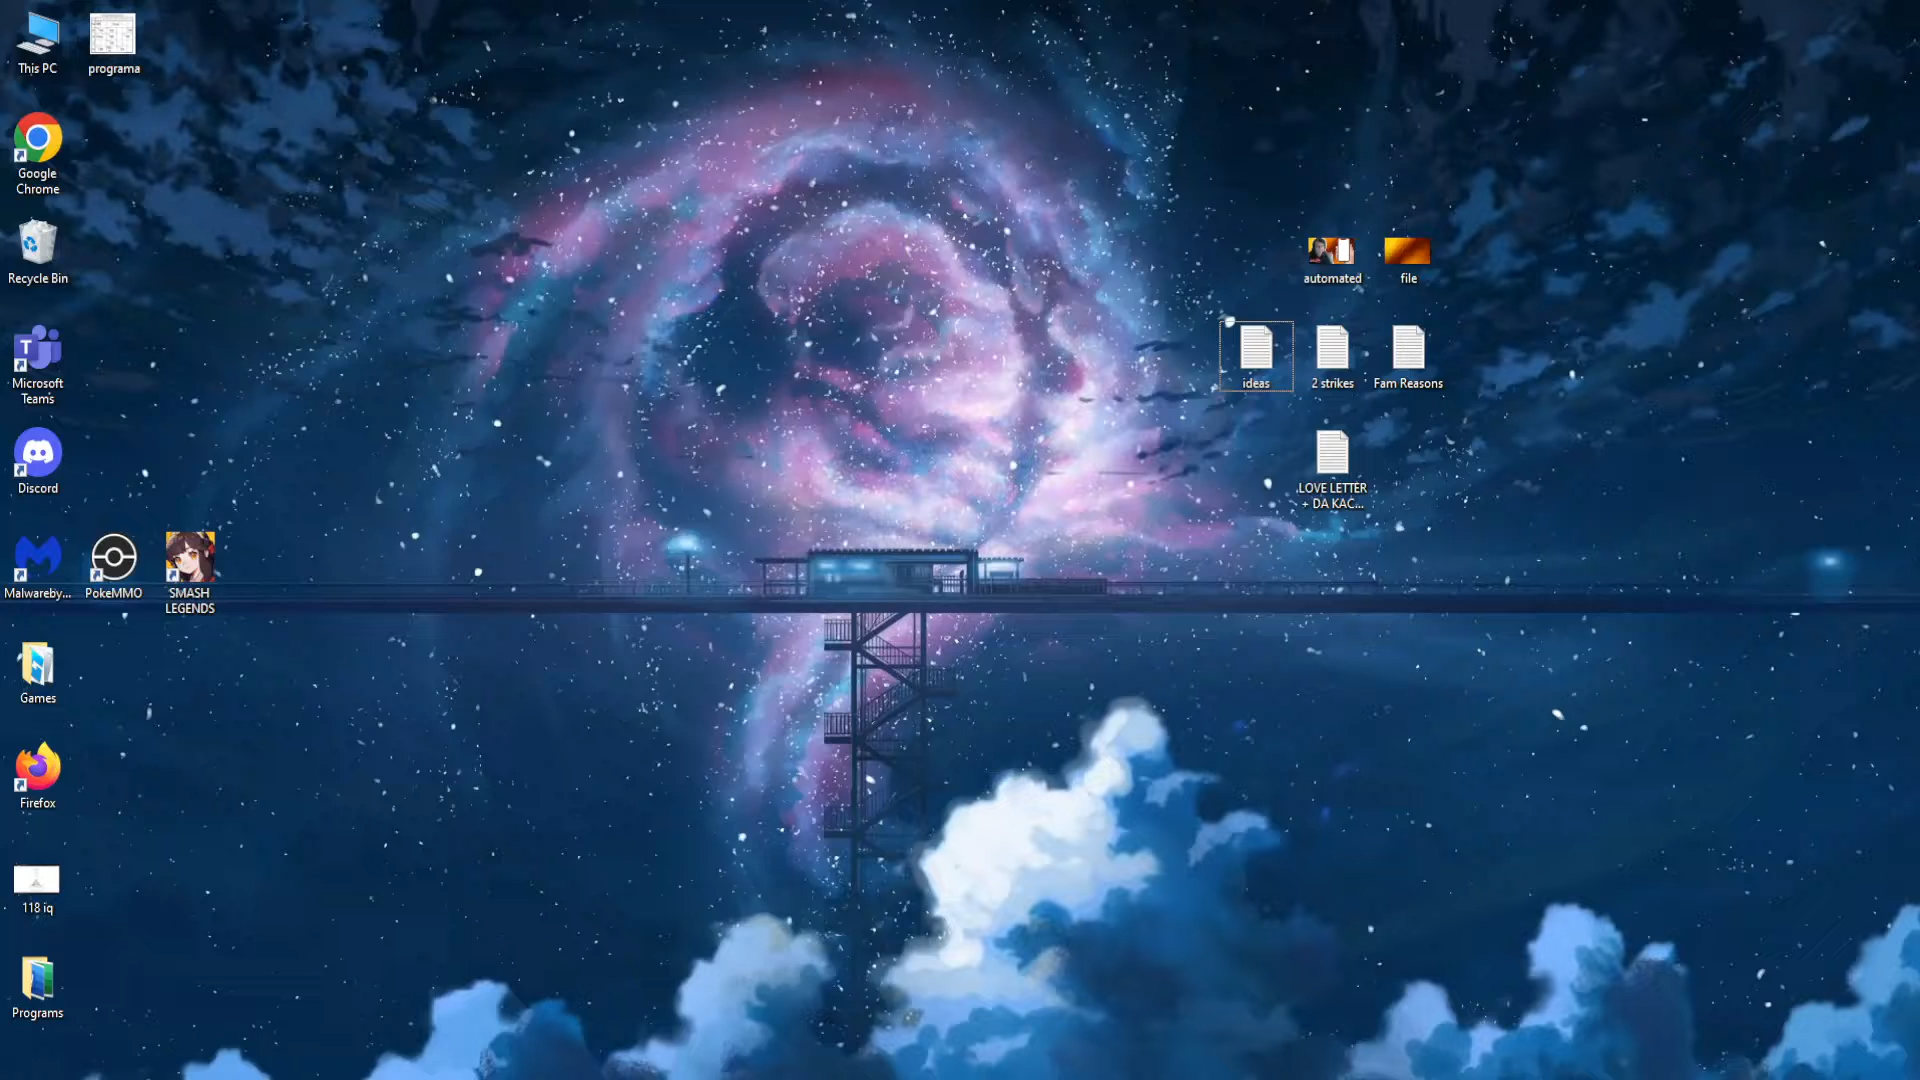 This PC
programa
Google
Chrome
Recycle Bin
Microsoft
Teams
Discord
Malwareby...
PokeMMO
SMASH
LEGENDS
Games
Firefox
118 iq
Programs
automated
file
ideas
2 strikes
Fam Reasons
LOVE LETTER
+ DA KAC...